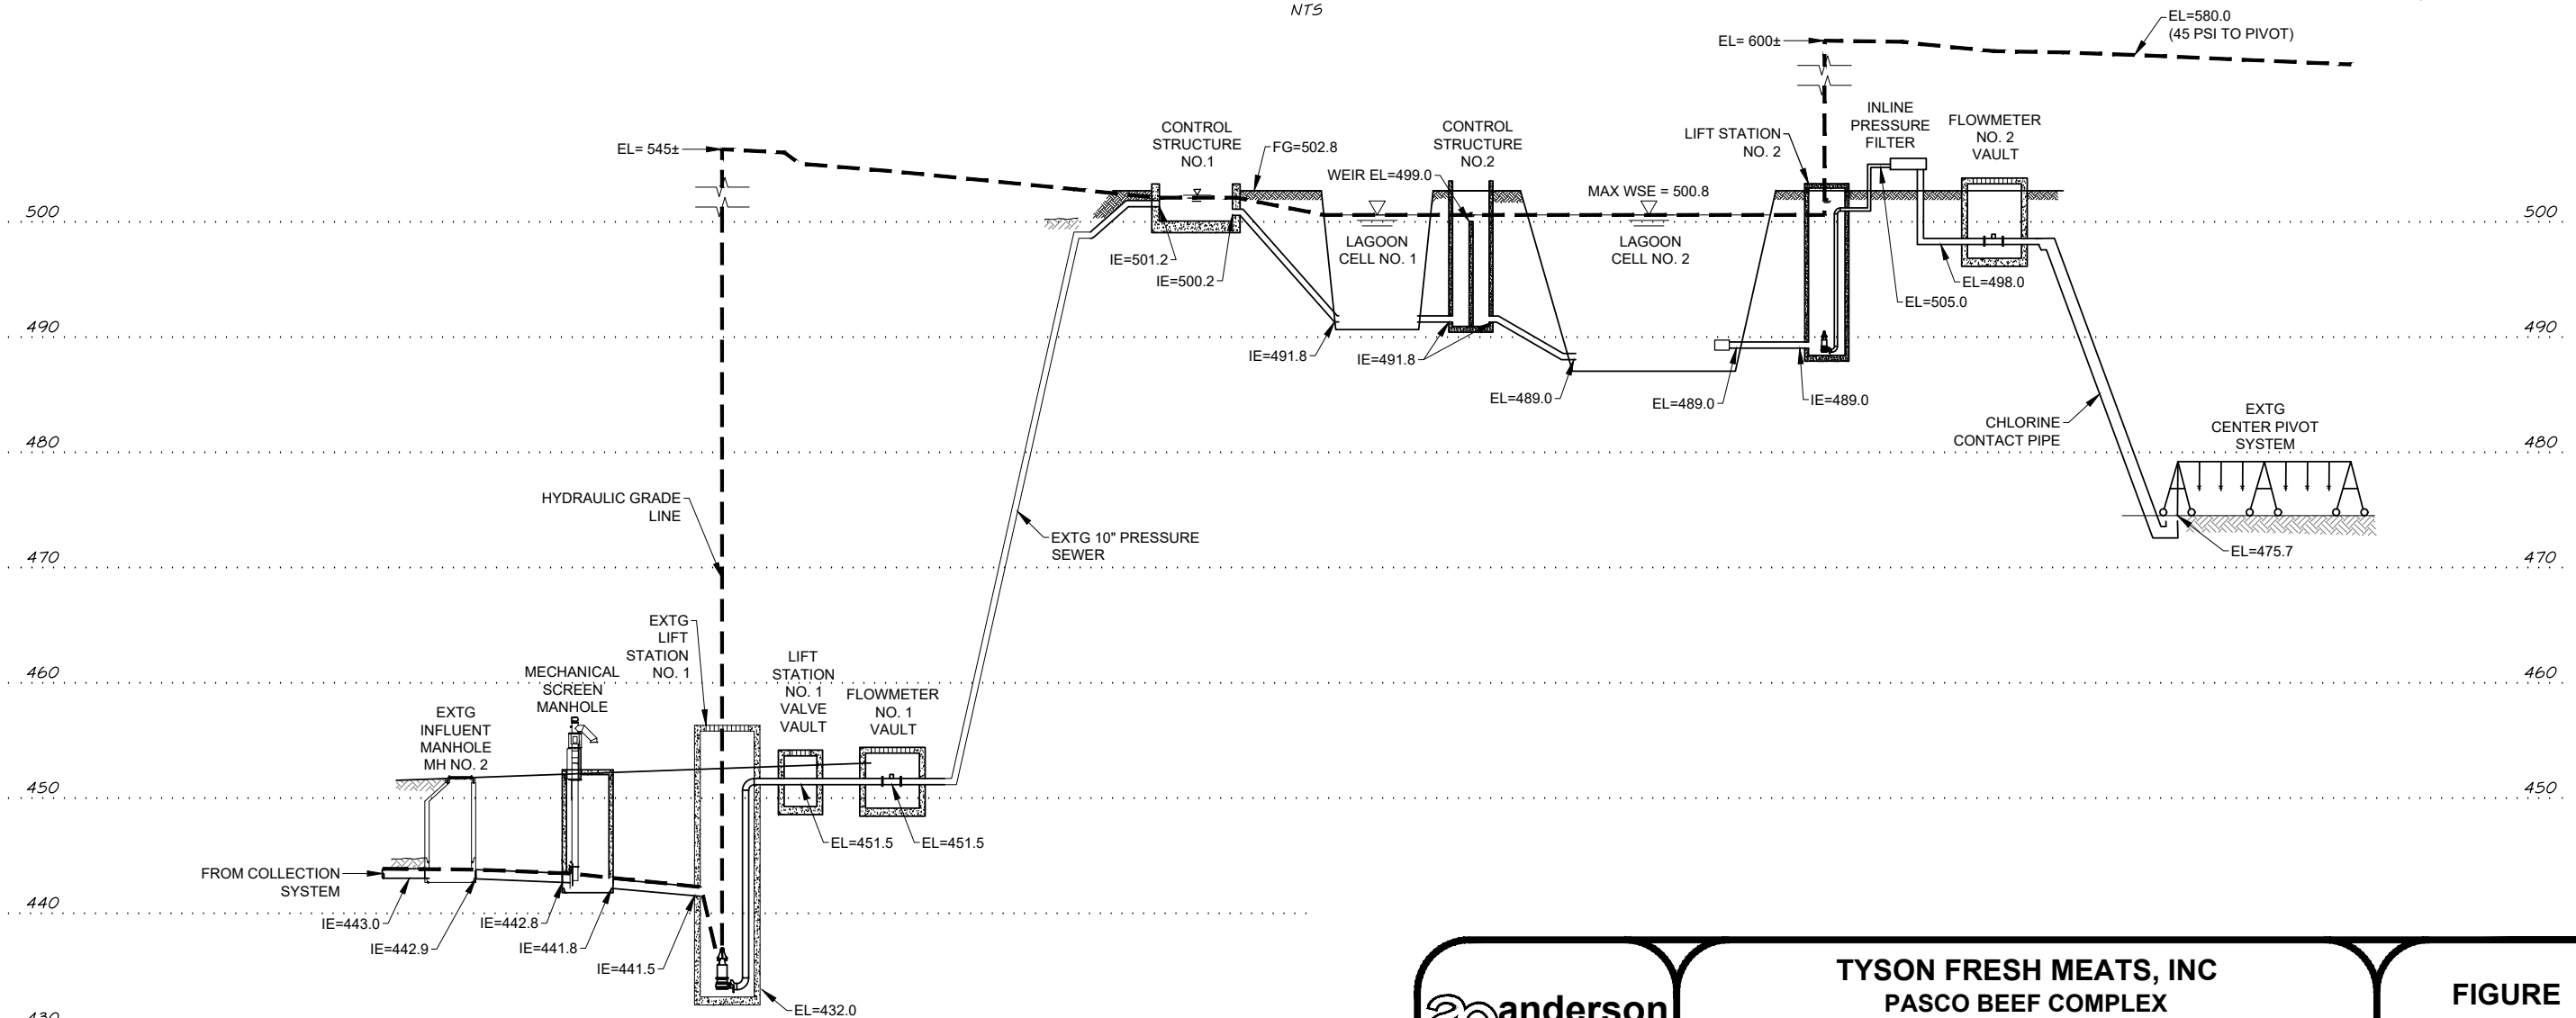 NTS
EL=580.0
(45 PSI TO PIVOT)
EL= 600±
EL= 545±
CONTROL
STRUCTURE
NO.1
FG=502.8
CONTROL
STRUCTURE
NO.2
WEIR EL=499.0
MAX WSE = 500.8
LIFT STATION
NO. 2
INLINE
PRESSURE
FILTER
FLOWMETER
NO. 2
VAULT
500
500
LAGOON
CELL NO. 1
LAGOON
CELL NO. 2
IE=501.2
IE=500.2
EL=498.0
EL=505.0
490
490
IE=491.8
IE=491.8
EL=489.0
EL=489.0
IE=489.0
CHLORINE
CONTACT PIPE
EXTG
CENTER PIVOT
SYSTEM
480
480
HYDRAULIC GRADE
LINE
EXTG 10" PRESSURE
SEWER
EL=475.7
470
470
EXTG
LIFT
STATION
NO. 1
460
460
MECHANICAL
SCREEN
MANHOLE
LIFT
STATION
NO. 1
VALVE
VAULT
FLOWMETER
NO. 1
VAULT
EXTG
INFLUENT
MANHOLE
MH NO. 2
450
450
EL=451.5
EL=451.5
FROM COLLECTION
SYSTEM
440
IE=443.0
IE=442.9
IE=442.8
IE=441.8
IE=441.5
EL=432.0
430
anderson
TYSON FRESH MEATS, INC
PASCO BEEF COMPLEX
FIGURE